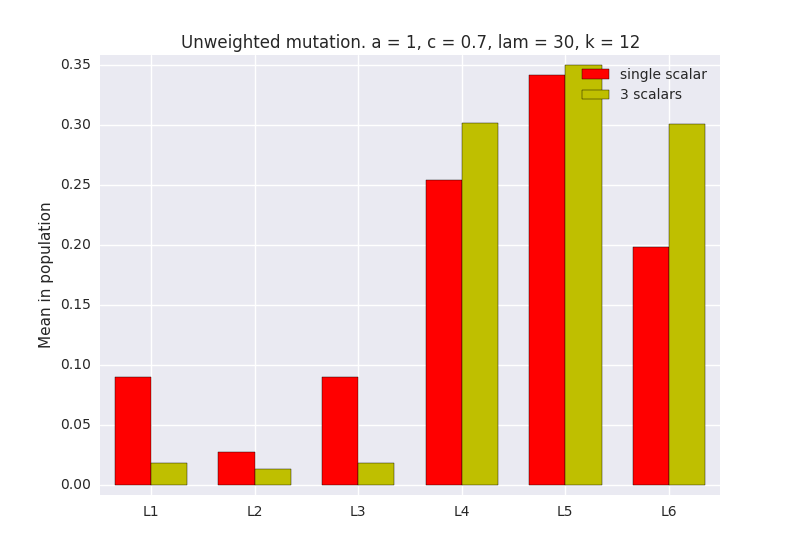 Unweighted mutation. a = 1, c = 0.7, lam = 30, k = 12
single scalar
3 scalars
Mean in population
0.35
0.30
0.25
0.20
0.15
0.10
0.05
0.00
L1 L2 L3 L4 L5 L6